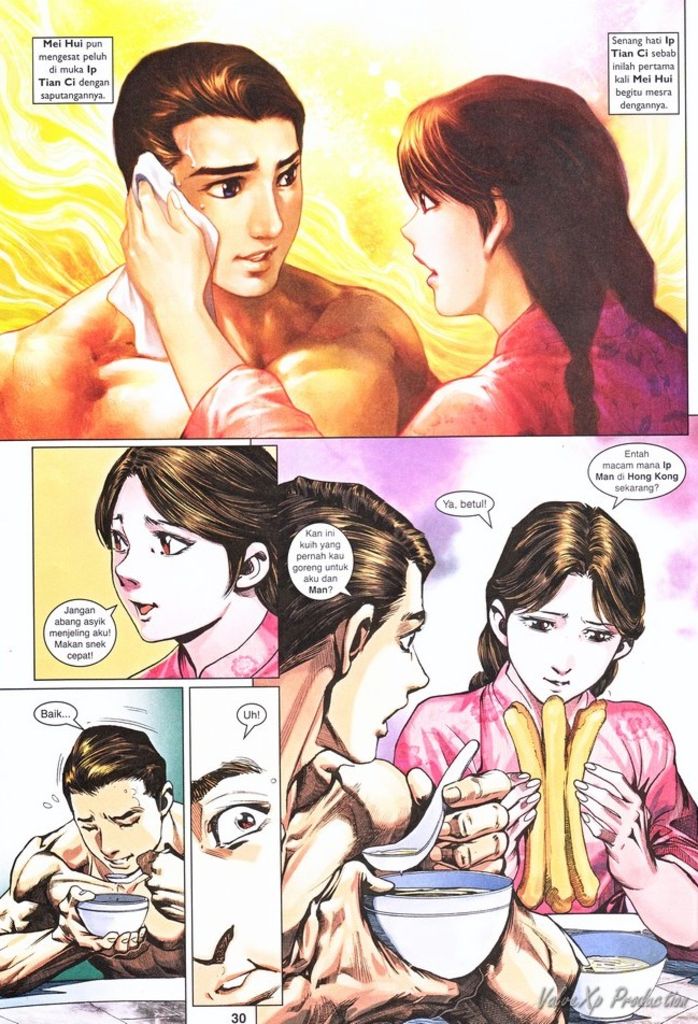 Mei Hui pun
mengesat peluh
di muka Ip
Tian Ci dengan
saputangannya.
Senang hati Ip
Tian Ci sebab
inilah pertama
kali Mei Hui
begitu mesra
dengannya.
Jangan
abang asyik
menjeling aku!
Makan snek
cepat!
Baik...
Uh!
Kan ini
kuih yang
pernah kau
goreng untuk
aku dan
Man?
Ya, betul!
Entah
macam mana Ip
Man di Hong Kong
sekarang?
30
VaveXp Production